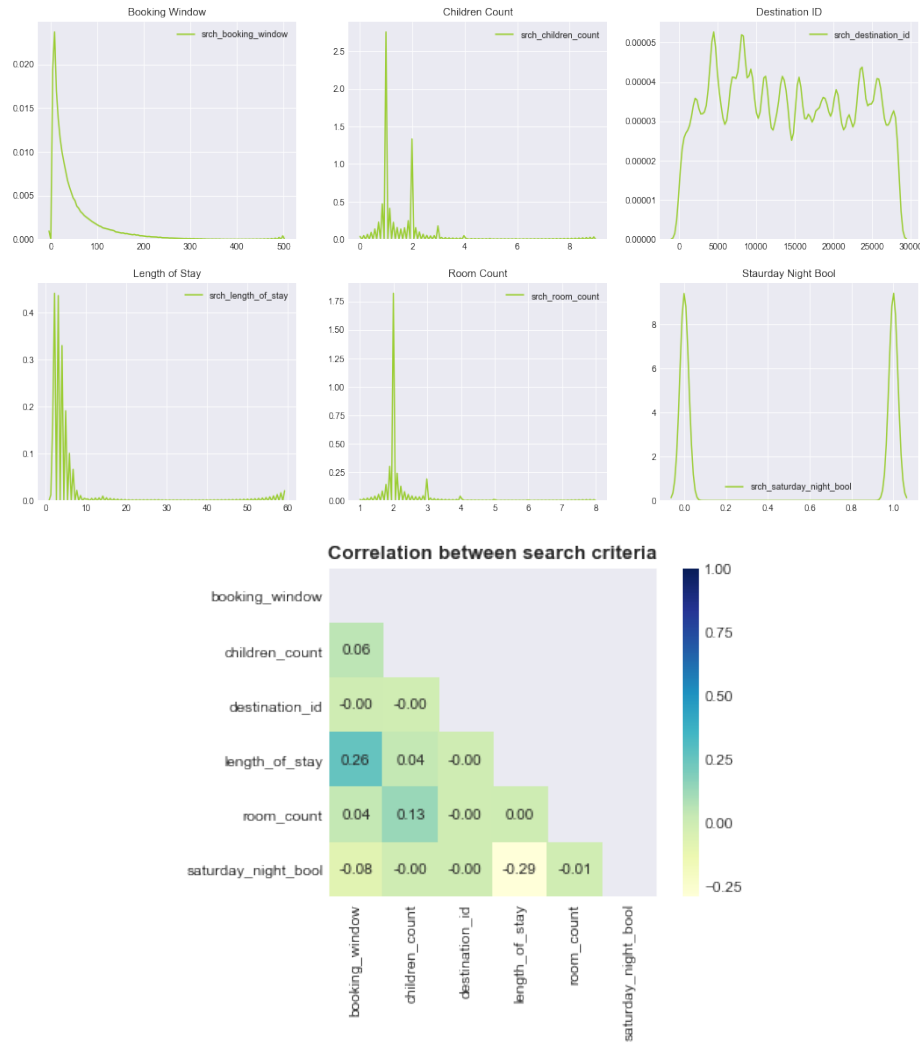 Booking Window
Children Count
Destination ID
srch_booking_window
srch_children_count
srch_destination_id
0.020
0.015
0.010
0.005
0.000
0 100 200 300 400 500
2.5
2.0
1.5
1.0
0.5
0.0
0 2 4 6 8
0.00005
0.00004
0.00003
0.00002
0.00001
0.00000
0 5000 10000 15000 20000 25000 30000
Length of Stay
Room Count
Staurday Night Bool
srch_length_of_stay
srch_room_count
srch_saturday_night_bool
0.4
0.3
0.2
0.1
0.0
0 10 20 30 40 50 60
1.75
1.50
1.25
1.00
0.75
0.50
0.25
0.00
1 2 3 4 5 6 7 8
8
6
4
2
0
0.0 0.2 0.4 0.6 0.8 1.0
Correlation between search criteria
booking_window
children_count 0.06
destination_id -0.00 -0.00
length_of_stay 0.26 0.04 -0.00
room_count 0.04 0.13 -0.00 0.00
saturday_night_bool -0.08 -0.00 -0.00 -0.29 -0.01
booking_window
children_count
destination_id
length_of_stay
room_count
saturday_night_bool
1.00
0.75
0.50
0.25
0.00
−0.25